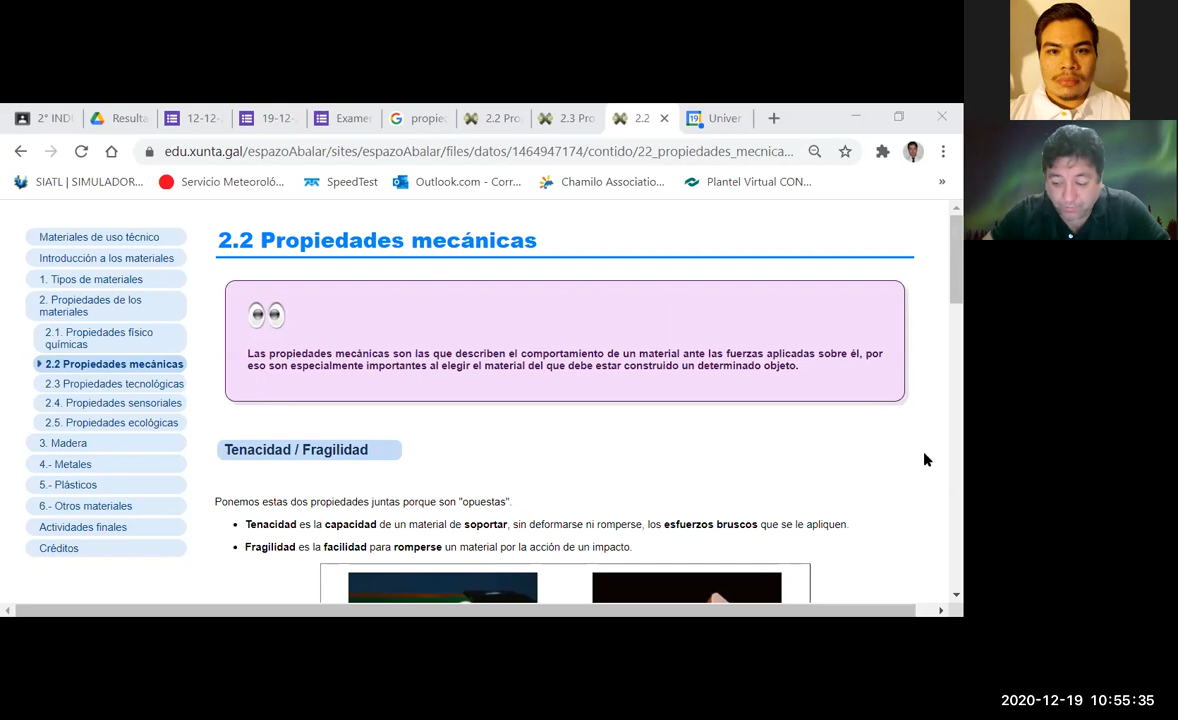 2° IND
Resulta
12-12-
19-12-
Examer
propiec
2.2 Pro
2.3 Pro
2.2
19
Univer
edu.xunta.gal/espazoAbalar/sites/espazoAbalar/files/datos/1464947174/contido/22_propiedades_mecnica...
SIATL | SIMULADOR...
Servicio Meteoroló...
SpeedTest
Outlook.com - Corr...
Chamilo Associatio...
Plantel Virtual CON...
»
Materiales de uso técnico
Introducción a los materiales
1. Tipos de materiales
2. Propiedades de los
materiales
2.1. Propiedades físico
químicas
2.2 Propiedades mecánicas
2.3 Propiedades tecnológicas
2.4. Propiedades sensoriales
2.5. Propiedades ecológicas
3. Madera
4.- Metales
5.- Plásticos
6.- Otros materiales
Actividades finales
Créditos
2.2 Propiedades mecánicas
Las propiedades mecánicas son las que describen el comportamiento de un material ante las fuerzas aplicadas sobre él, por
eso son especialmente importantes al elegir el material del que debe estar construido un determinado objeto.
Tenacidad / Fragilidad
Ponemos estas dos propiedades juntas porque son "opuestas".
• Tenacidad es la capacidad de un material de soportar, sin deformarse ni romperse, los esfuerzos bruscos que se le apliquen.
• Fragilidad es la facilidad para romperse un material por la acción de un impacto.
2020-12-19 10:55:35